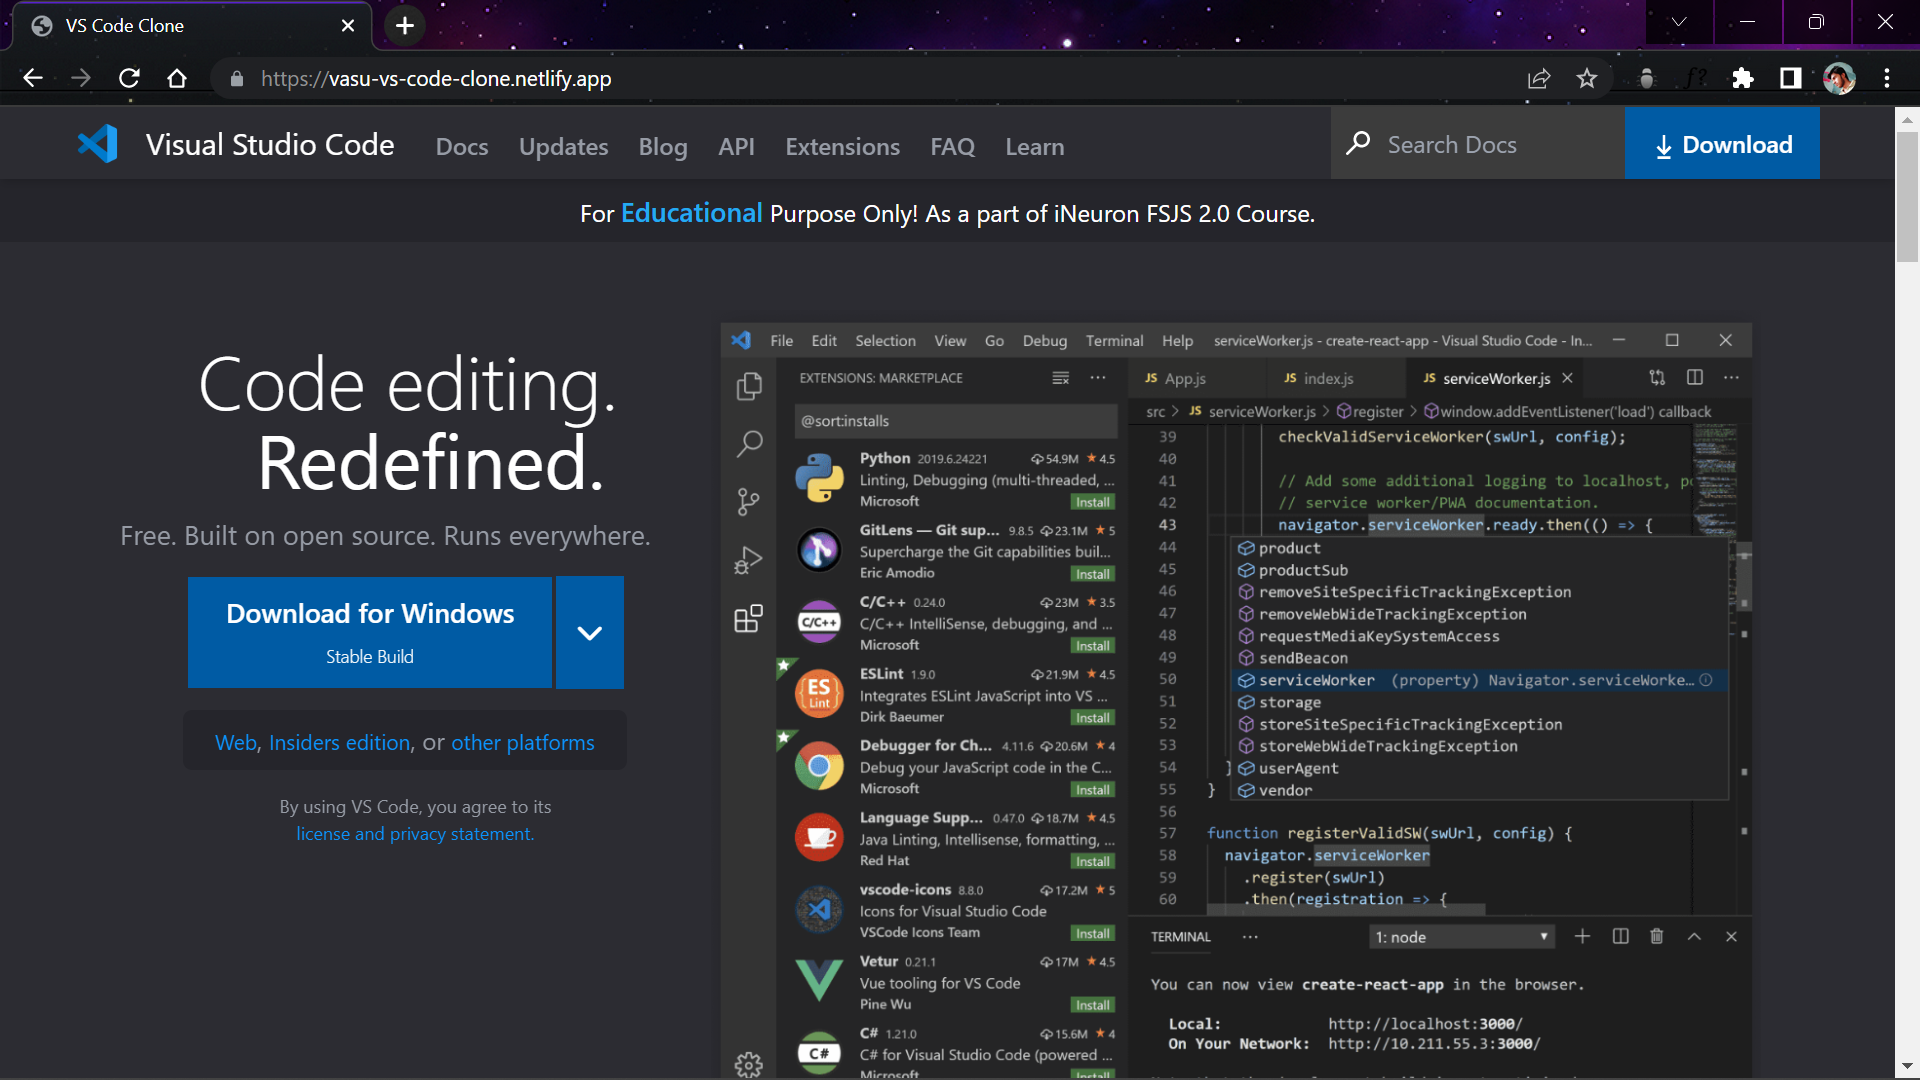 VS Code Clone
https://vasu-vs-code-clone.netlify.app
Visual Studio Code Docs Updates Blog API Extensions FAQ Learn Search Docs Download
For Educational Purpose Only! As a part of iNeuron FSJS 2.0 Course.
Code editing.
Redefined.
Free. Built on open source. Runs everywhere.
Download for Windows
Stable Build
Web, Insiders edition, or other platforms
By using VS Code, you agree to its
license and privacy statement.
File Edit Selection View Go Debug Terminal Help serviceWorker.js - create-react-app - Visual Studio Code - In...
EXTENSIONS: MARKETPLACE
@sort:installs
Python 2019.6.24221 54.9M 4.5
Linting, Debugging (multi-threaded, ...
Microsoft Install
GitLens — Git sup... 9.8.5 23.1M 5
Supercharge the Git capabilities buil...
Eric Amodio Install
C/C++
C/C++ 0.24.0 23M 3.5
C/C++ IntelliSense, debugging, and ...
Microsoft Install
ES Lint
ESLint 1.9.0 21.9M 4.5
Integrates ESLint JavaScript into VS ...
Dirk Baeumer Install
Debugger for Ch... 4.11.6 20.6M 4
Debug your JavaScript code in the C...
Microsoft Install
Language Supp... 0.47.0 18.7M 4.5
Java Linting, Intellisense, formatting, ...
Red Hat Install
vscode-icons 8.8.0 17.2M 5
Icons for Visual Studio Code
VSCode Icons Team Install
Vetur 0.21.1 17M 4.5
Vue tooling for VS Code
Pine Wu Install
C#
C# 1.21.0 15.6M 4
C# for Visual Studio Code (powered ...
Microsoft Install
JS App.js JS index.js JS serviceWorker.js
src > JS serviceWorker.js > register > window.addEventListener('load') callback
39 checkValidServiceWorker(swUrl, config);
40
41 // Add some additional logging to localhost, po
42 // service worker/PWA documentation.
43 navigator.serviceWorker.ready.then(() => {
44 product
45 productSub
46 removeSiteSpecificTrackingException
47 removeWebWideTrackingException
48 requestMediaKeySystemAccess
49 sendBeacon
50 serviceWorker (property) Navigator.serviceWorke...
51 storage
52 storeSiteSpecificTrackingException
53 storeWebWideTrackingException
54 } userAgent
55 } vendor
56
57 function registerValidSW(swUrl, config) {
58 navigator.serviceWorker
59 .register(swUrl)
60 .then(registration => {
TERMINAL ... 1: node
You can now view create-react-app in the browser.
Local: http://localhost:3000/
On Your Network: http://10.211.55.3:3000/